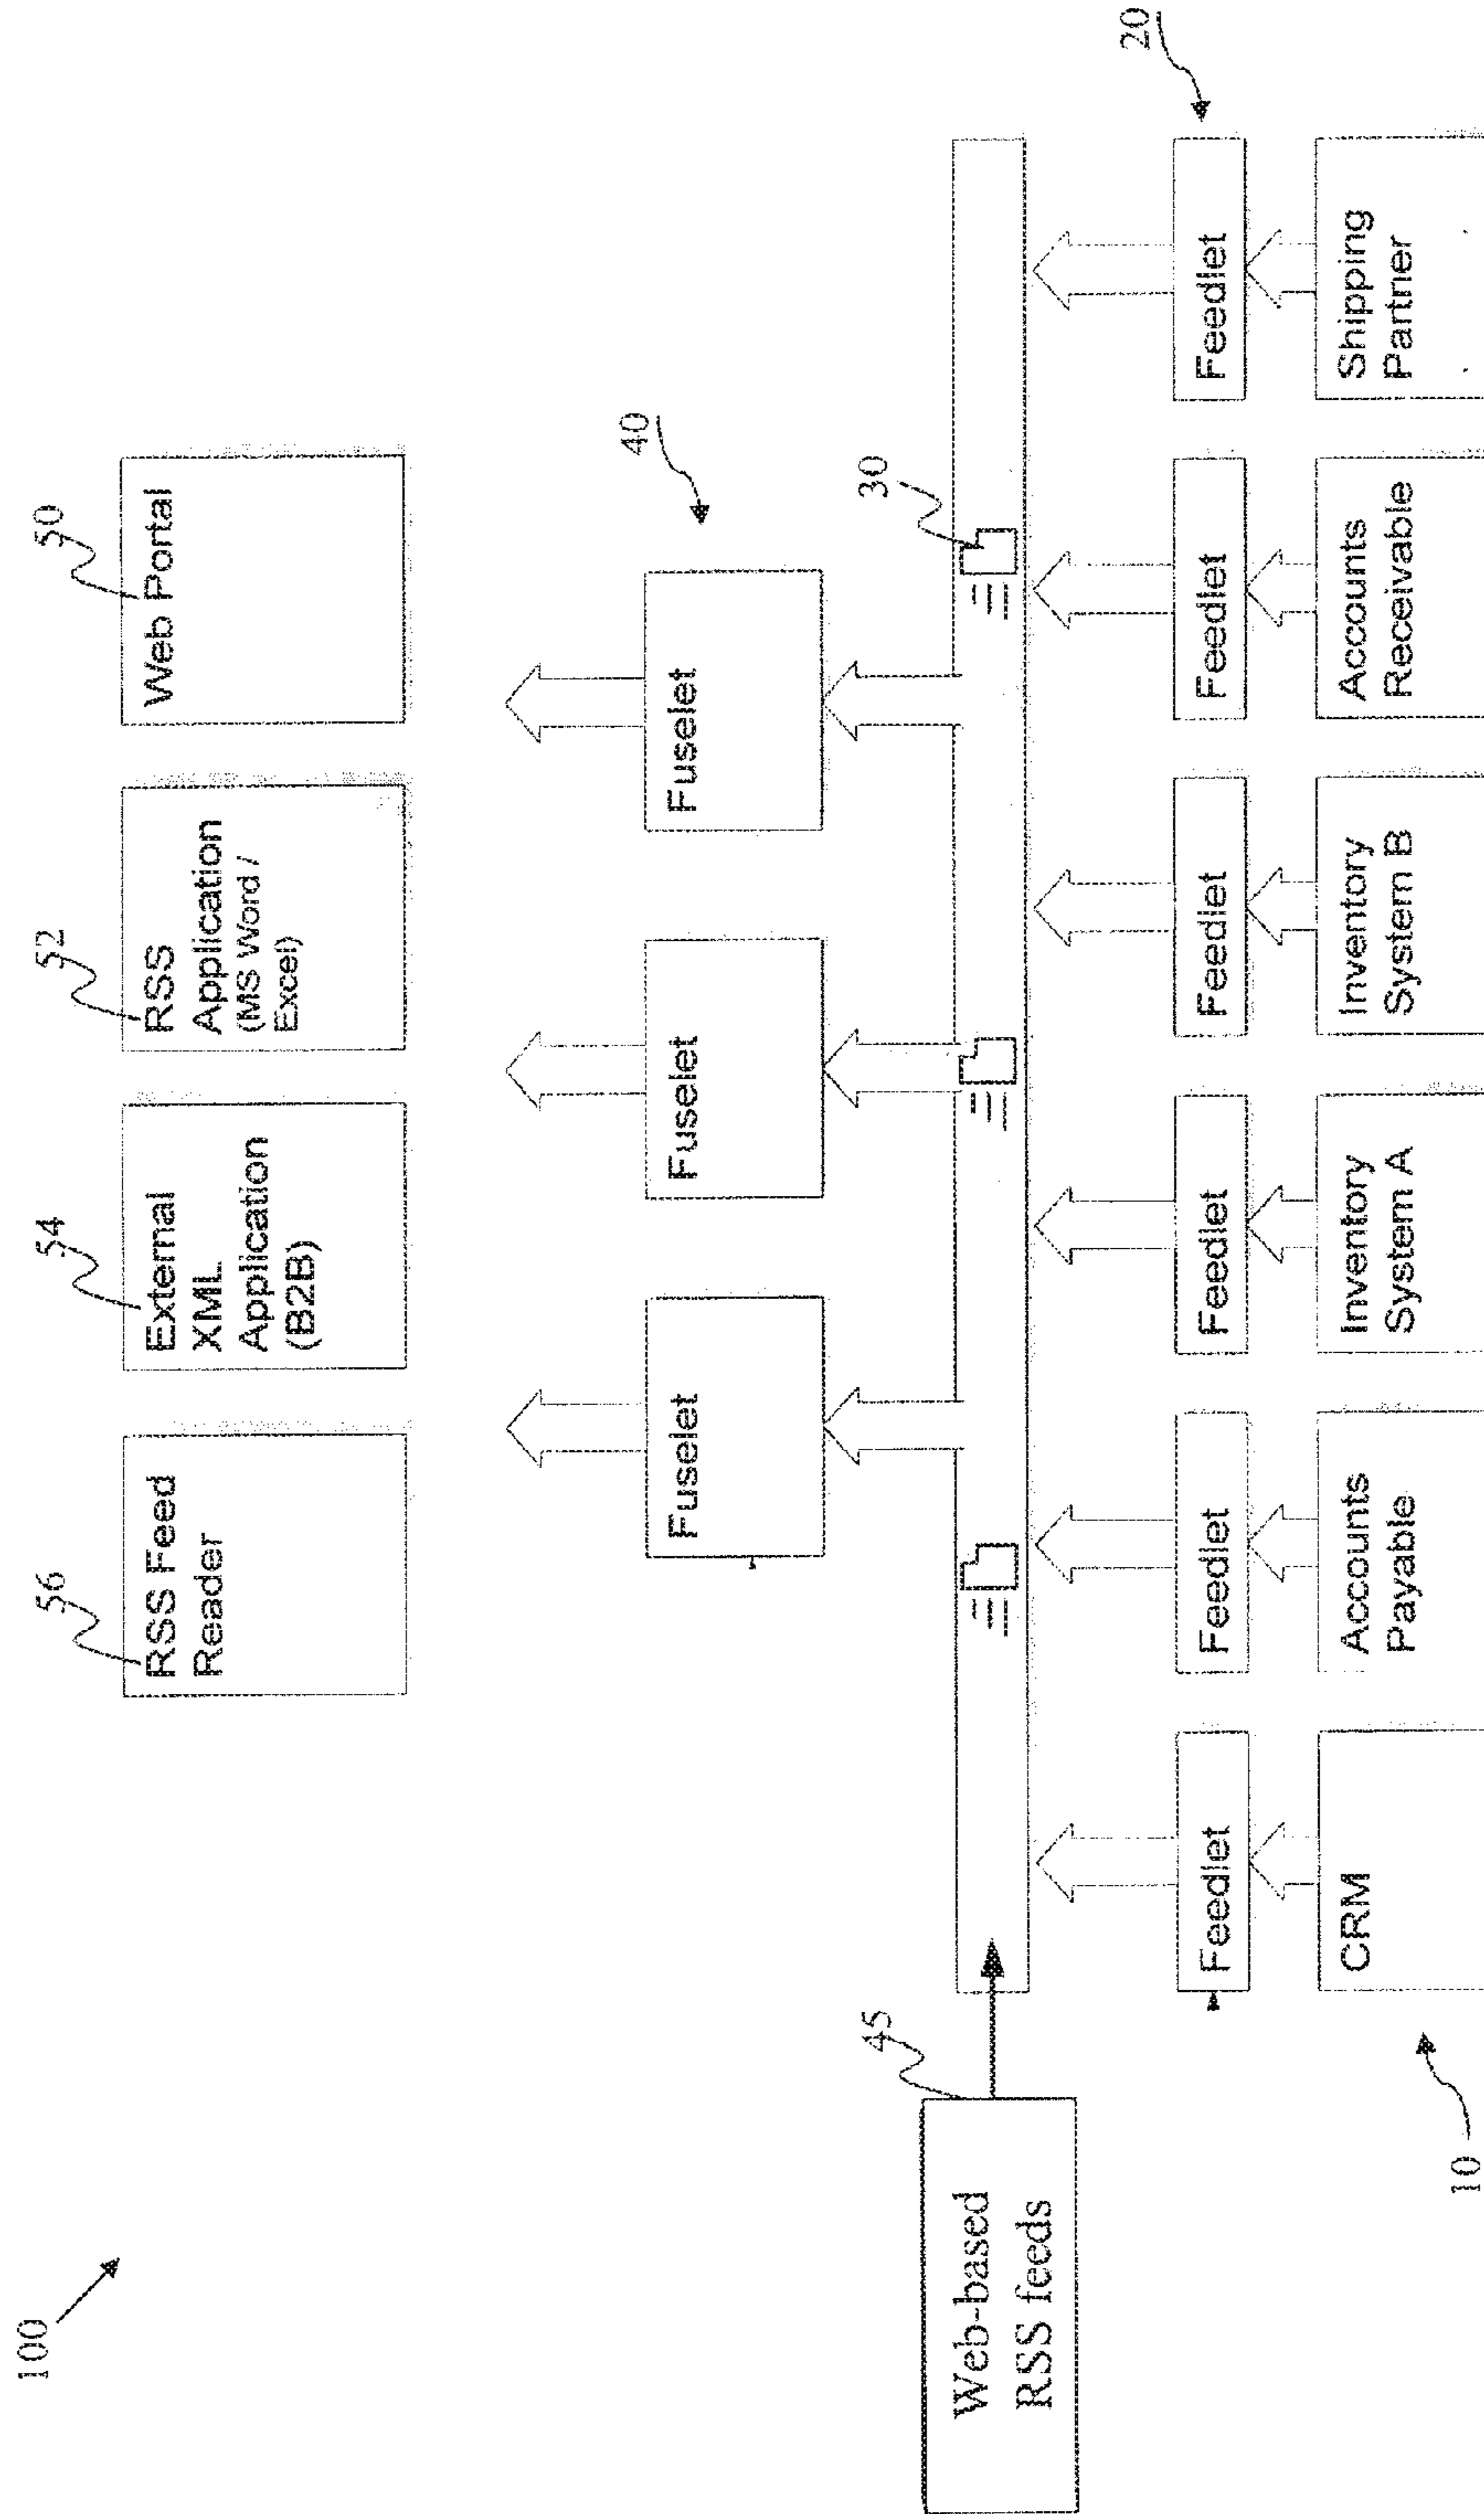 100
56
54
52
50
RSS Feed
Reader
External
XML
Application
(B2B)
RSS
Application
(MS Word /
Excel)
Web Portal
40
Fuselet
Fuselet
Fuselet
45
30
Web-based
RSS feeds
20
Feedlet
Feedlet
Feedlet
Feedlet
Feedlet
Feedlet
CRM
Accounts
Payable
Inventory
System A
Inventory
System B
Accounts
Receivable
Shipping
Partner
10